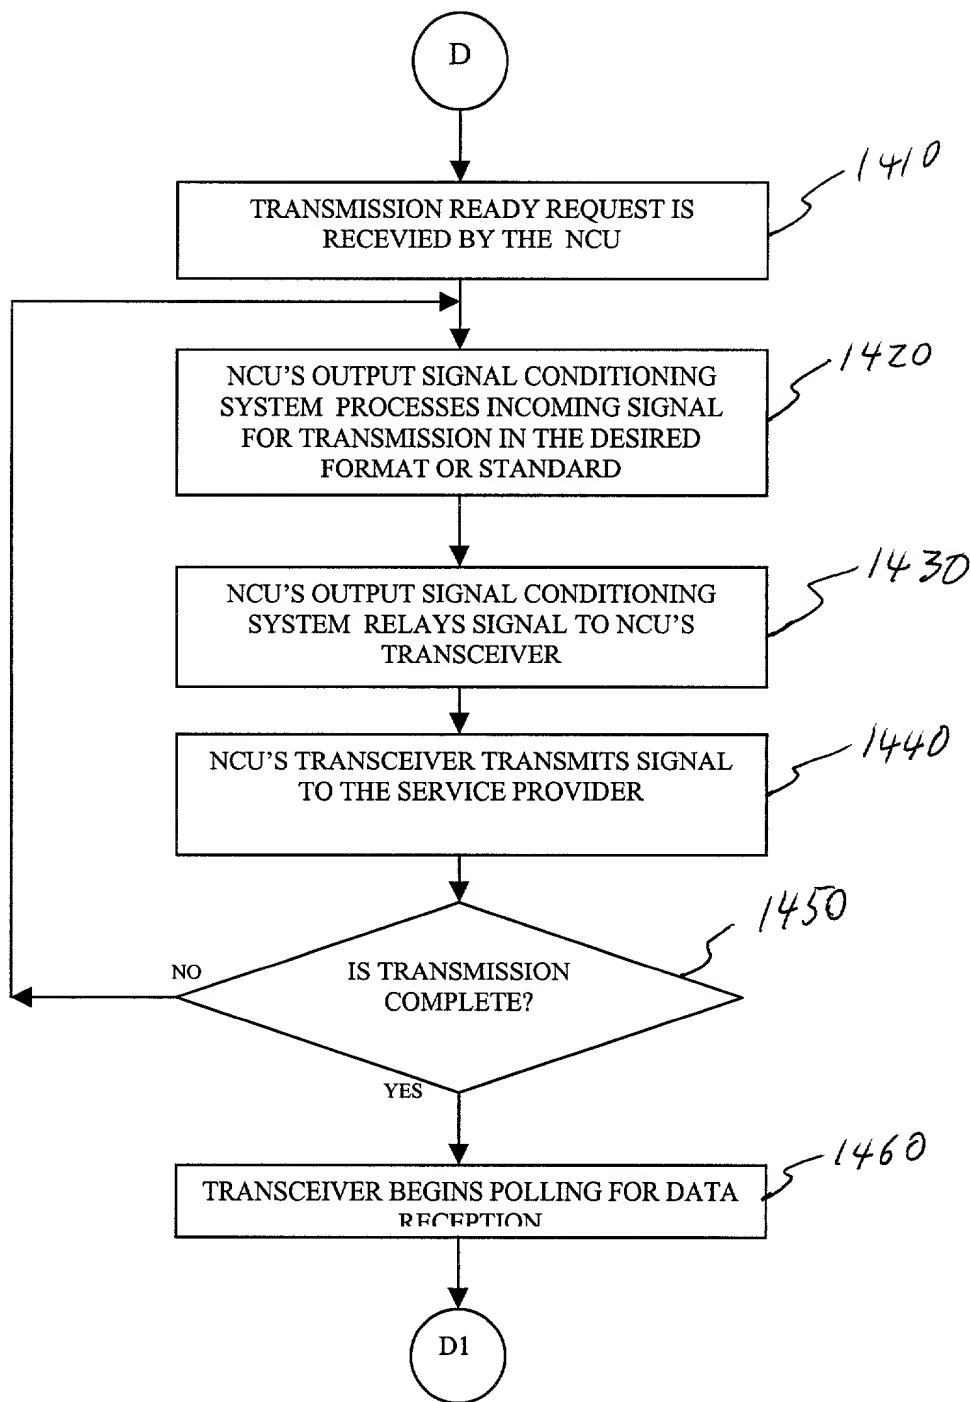 D
1410
TRANSMISSION READY REQUEST IS
RECEVIED BY THE NCU
1420
NCU'S OUTPUT SIGNAL CONDITIONING
SYSTEM PROCESSES INCOMING SIGNAL
FOR TRANSMISSION IN THE DESIRED
FORMAT OR STANDARD
1430
NCU'S OUTPUT SIGNAL CONDITIONING
SYSTEM RELAYS SIGNAL TO NCU'S
TRANSCEIVER
1440
NCU'S TRANSCEIVER TRANSMITS SIGNAL
TO THE SERVICE PROVIDER
1450
IS TRANSMISSION
COMPLETE?
NO
YES
1460
TRANSCEIVER BEGINS POLLING FOR DATA
RECEPTION
D1